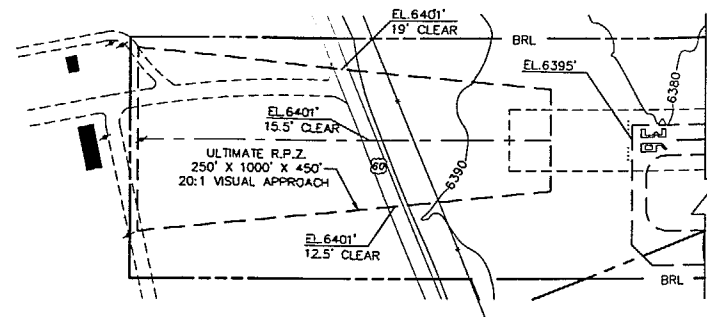 EL.6401'
19' CLEAR
BRL
EL.6395'
6380
EL.6401'
15.5' CLEAR
ULTIMATE R.P.Z.
250' X 1000' X 450'
20:1 VISUAL APPROACH
60
6390
EL.6401'
12.5' CLEAR
BRL